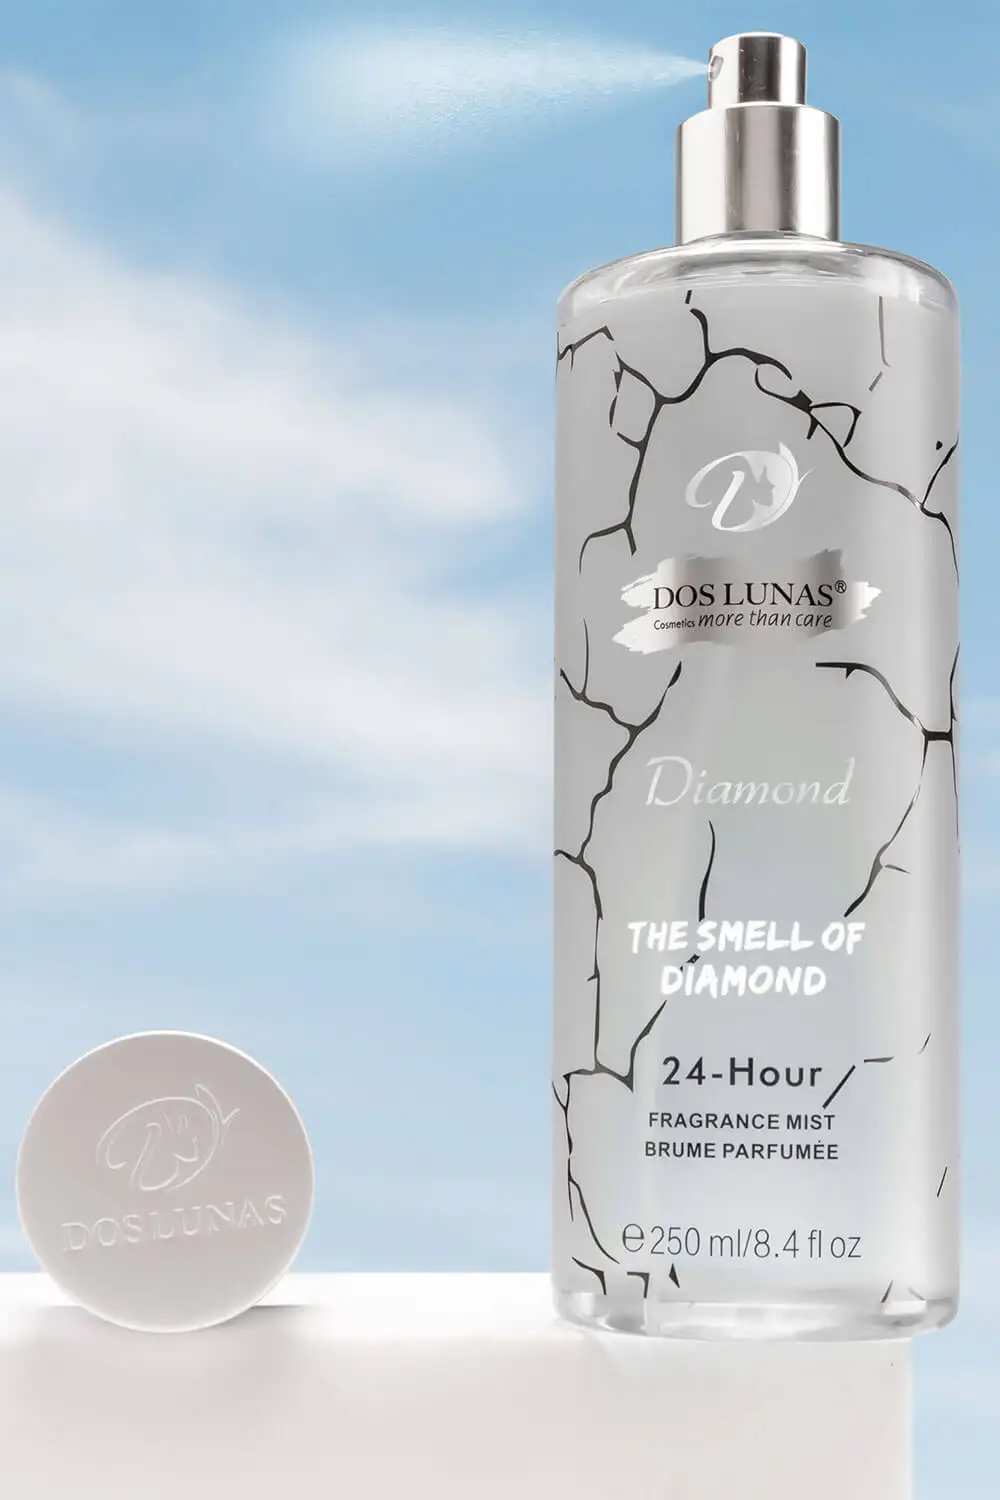 DOS LUNAS®
Cosmetics more than care
Diamond
THE SMELL OF
DIAMOND
24-Hour
FRAGRANCE MIST
BRUME PARFUMÉE
℮ 250 ml/8.4 fl oz
DOS LUNAS